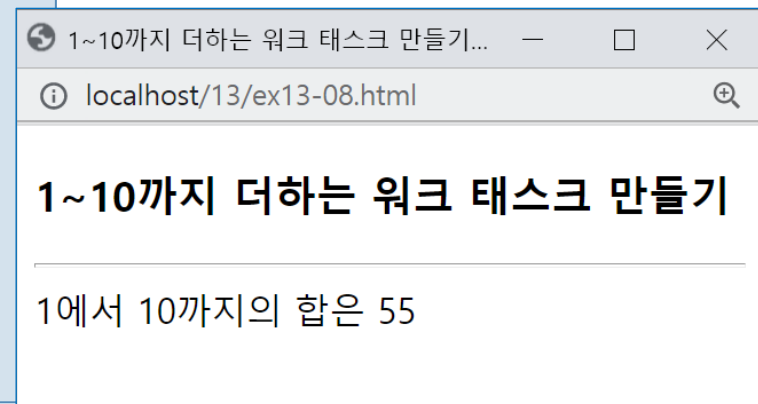 1~10까지 더하는 워크 태스크 만들기...
localhost/13/ex13-08.html
1~10까지 더하는 워크 태스크 만들기
1에서 10까지의 합은 55